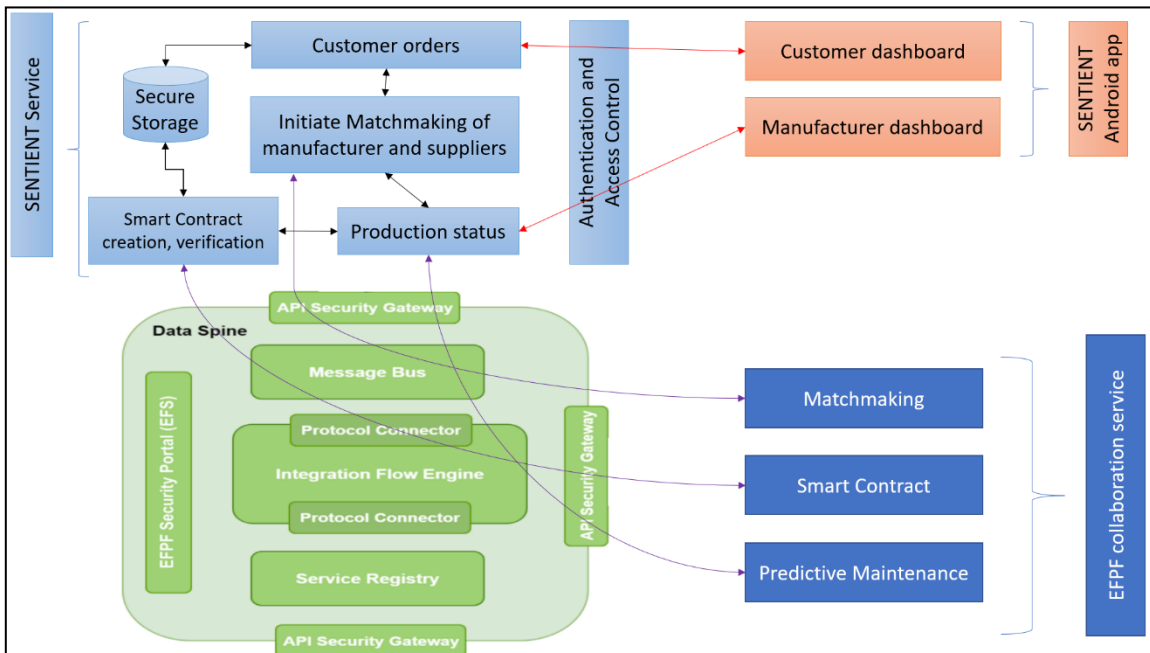 SENTIENT Service
Customer orders
Secure
Storage
Initiate Matchmaking of
manufacturer and suppliers
Smart Contract
creation, verification
Production status
Authentication and
Access Control
Customer dashboard
Manufacturer dashboard
SENTIENT
Android app
API Security Gateway
Data Spine
Message Bus
EFPF Security Portal (EFS)
Protocol Connector
Integration Flow Engine
Protocol Connector
API Security Gateway
Service Registry
API Security Gateway
Matchmaking
Smart Contract
Predictive Maintenance
EFPF collaboration service